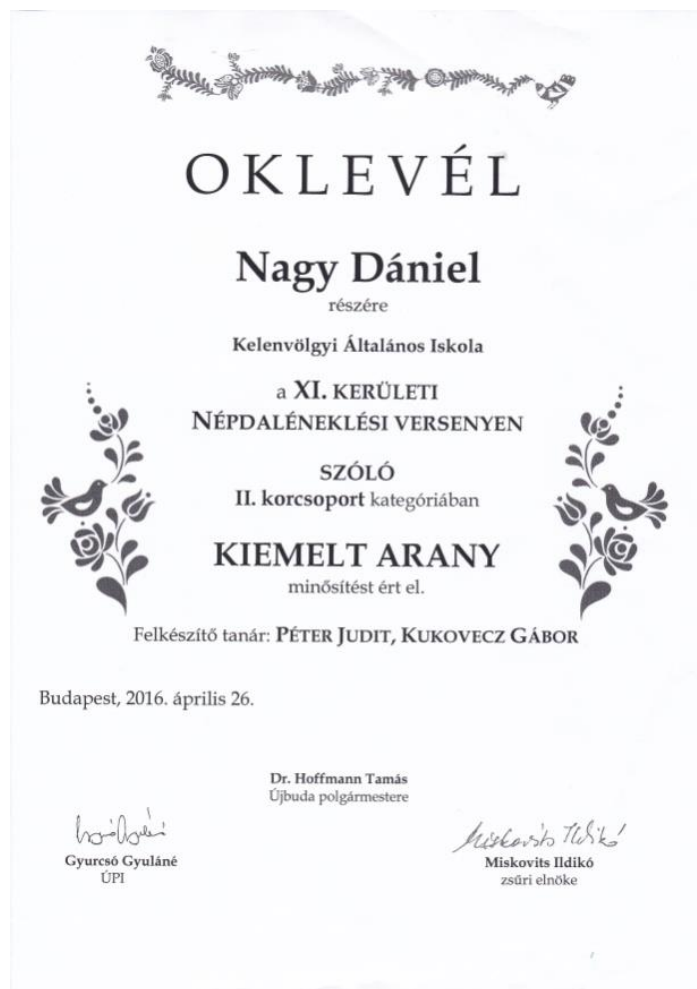 OKLEVÉL
Nagy Dániel
részére
Kelenvölgyi Általános Iskola
a XI. KERÜLETI
NÉPDALÉNEKLÉSI VERSENYEN
SZÓLÓ
II. korcsoport kategóriában
KIEMELT ARANY
minősítést ért el.
Felkészítő tanár: PÉTER JUDIT, KUKOVECZ GÁBOR
Budapest, 2016. április 26.
Dr. Hoffmann Tamás
Újbuda polgármestere
Gyurcsó Gyuláné
ÚPI
Miskovits Ildikó
Miskovits Ildikó
zsűri elnöke